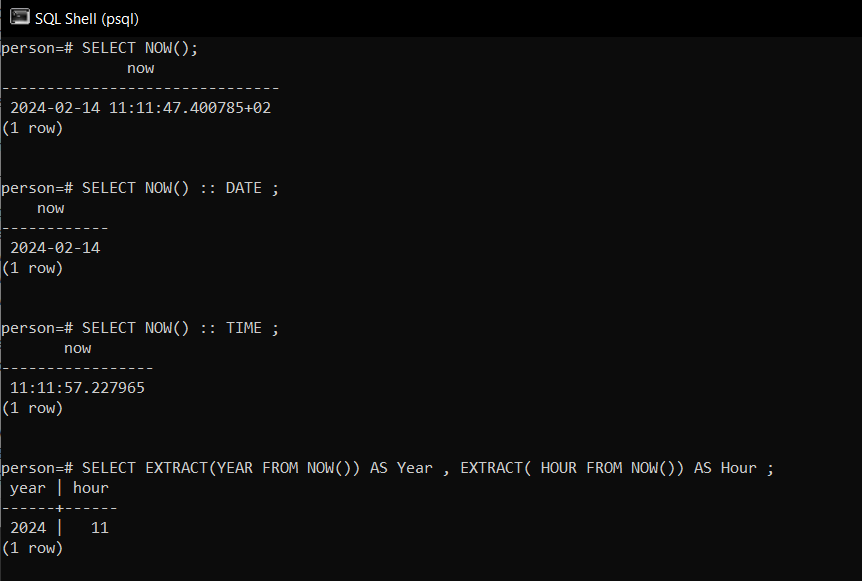 SQL Shell (psql)
person=# SELECT NOW();
              now
-------------------------------
 2024-02-14 11:11:47.400785+02
(1 row)
person=# SELECT NOW() :: DATE ;
    now
------------
 2024-02-14
(1 row)
person=# SELECT NOW() :: TIME ;
       now
-----------------
 11:11:57.227965
(1 row)
person=# SELECT EXTRACT(YEAR FROM NOW()) AS Year , EXTRACT( HOUR FROM NOW()) AS Hour ;
 year | hour
------+------
 2024 |   11
(1 row)